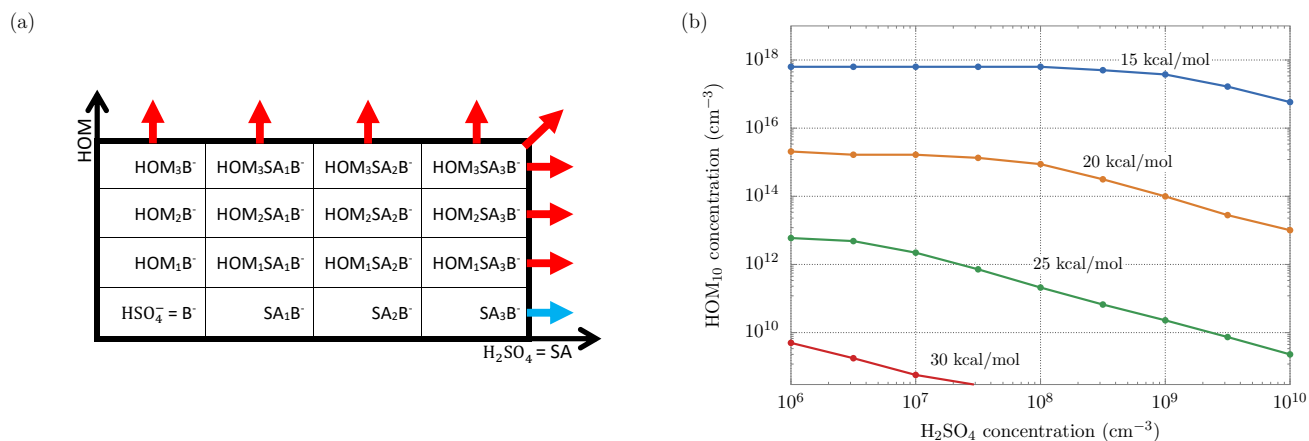 (a)
HOM
HOM₃B⁻ HOM₃SA₁B⁻ HOM₃SA₂B⁻ HOM₃SA₃B⁻
HOM₂B⁻ HOM₂SA₁B⁻ HOM₂SA₂B⁻ HOM₂SA₃B⁻
HOM₁B⁻ HOM₁SA₁B⁻ HOM₁SA₂B⁻ HOM₁SA₃B⁻
HSO₄⁻ = B⁻ SA₁B⁻ SA₂B⁻ SA₃B⁻
H₂SO₄ = SA
(b)
HOM₁₀ concentration (cm⁻³)
10¹⁸
10¹⁶
10¹⁴
10¹²
10¹⁰
15 kcal/mol
20 kcal/mol
25 kcal/mol
30 kcal/mol
10⁶ 10⁷ 10⁸ 10⁹ 10¹⁰
H₂SO₄ concentration (cm⁻³)